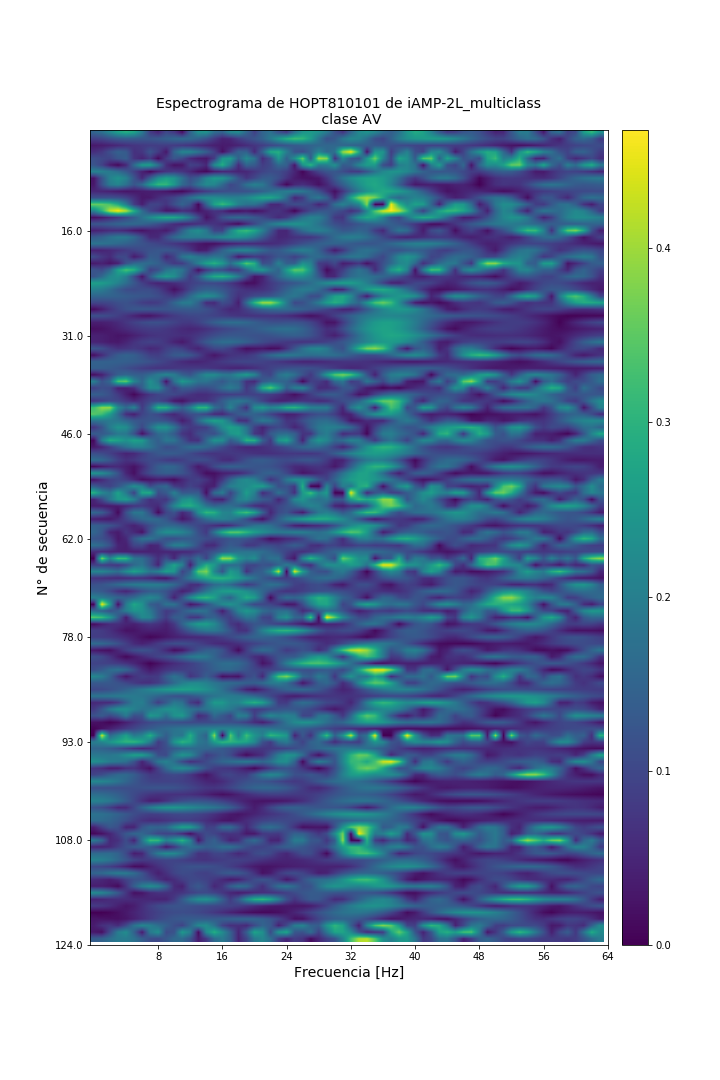 Espectrograma de HOPT810101 de iAMP-2L_multiclass
clase AV
N° de secuencia
16.0
31.0
46.0
62.0
78.0
93.0
108.0
124.0
8 16 24 32 40 48 56 64
Frecuencia [Hz]
0.4
0.3
0.2
0.1
0.0